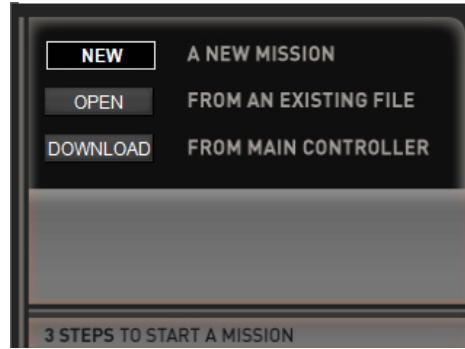 NEW A NEW MISSION
OPEN FROM AN EXISTING FILE
DOWNLOAD FROM MAIN CONTROLLER
3 STEPS TO START A MISSION